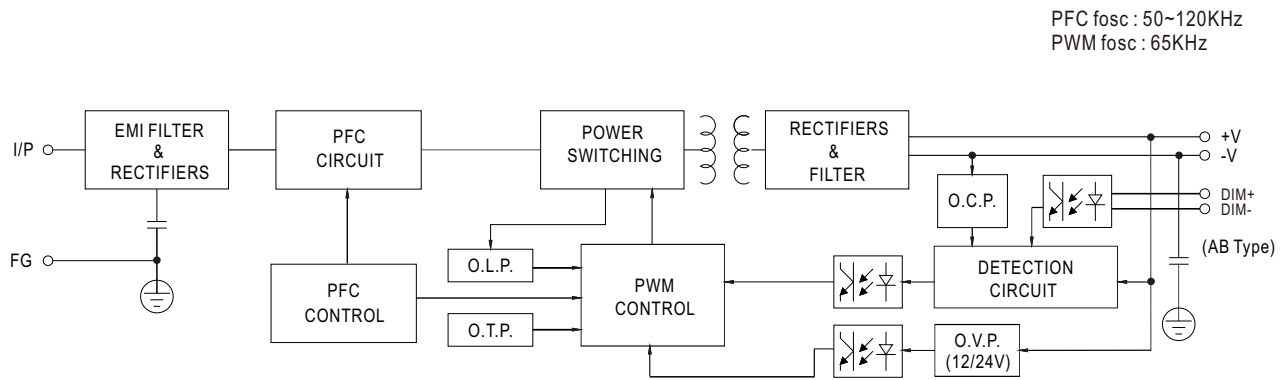 PFC fosc : 50~120KHz
PWM fosc : 65KHz
I/P
EMI FILTER
&
RECTIFIERS
PFC
CIRCUIT
POWER
SWITCHING
RECTIFIERS
&
FILTER
+V
-V
DIM+
DIM-
(AB Type)
O.C.P.
FG
O.L.P.
PFC
CONTROL
O.T.P.
PWM
CONTROL
DETECTION
CIRCUIT
O.V.P.
(12/24V)